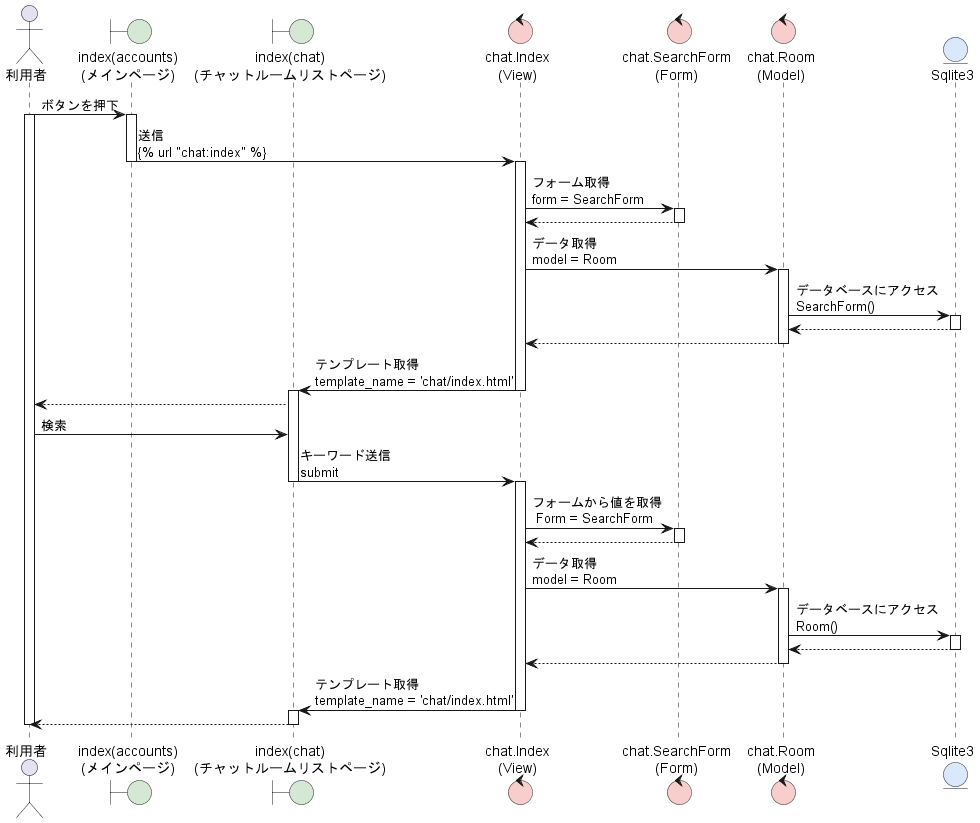 利用者
index(accounts)
(メインページ)
index(chat)
(チャットルームリストページ)
chat.Index
(View)
chat.SearchForm
(Form)
chat.Room
(Model)
Sqlite3
ボタンを押下
送信
{% url "chat:index" %}
フォーム取得
form = SearchForm
データ取得
model = Room
データベースにアクセス
SearchForm()
テンプレート取得
template_name = 'chat/index.html'
検索
キーワード送信
submit
フォームから値を取得
Form = SearchForm
データ取得
model = Room
データベースにアクセス
Room()
テンプレート取得
template_name = 'chat/index.html'
利用者
index(accounts)
(メインページ)
index(chat)
(チャットルームリストページ)
chat.Index
(View)
chat.SearchForm
(Form)
chat.Room
(Model)
Sqlite3